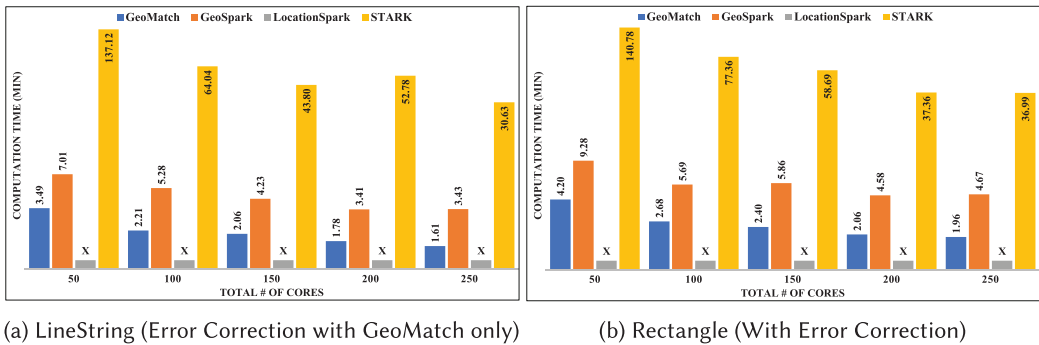 GeoMatch GeoSpark LocationSpark STARK
COMPUTATION TIME (MIN)
3.49 7.01 X 137.12
2.21 5.28 X 64.04
2.06 4.23 X 43.80
1.78 3.41 X 52.78
1.61 3.43 X 30.63
50 100 150 200 250
TOTAL # OF CORES
(a) LineString (Error Correction with GeoMatch only)
GeoMatch GeoSpark LocationSpark STARK
COMPUTATION TIME (MIN)
4.20 9.28 X 140.78
2.68 5.69 X 77.36
2.40 5.86 X 58.69
2.06 4.58 X 37.36
1.96 4.67 X 36.99
50 100 150 200 250
TOTAL # OF CORES
(b) Rectangle (With Error Correction)